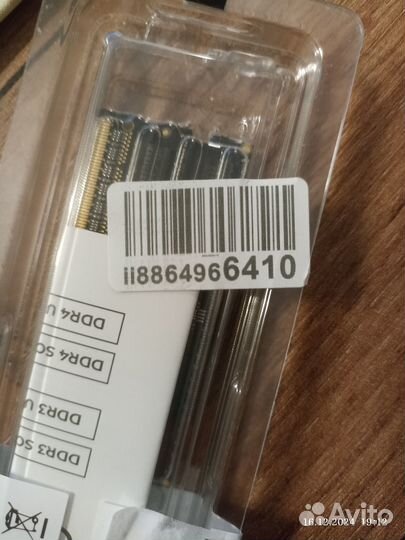 ii8864966410
DDR4 U
DDR4 SO
DDR3 U
DDR3 SO
16.12.2024 19:12
Avito